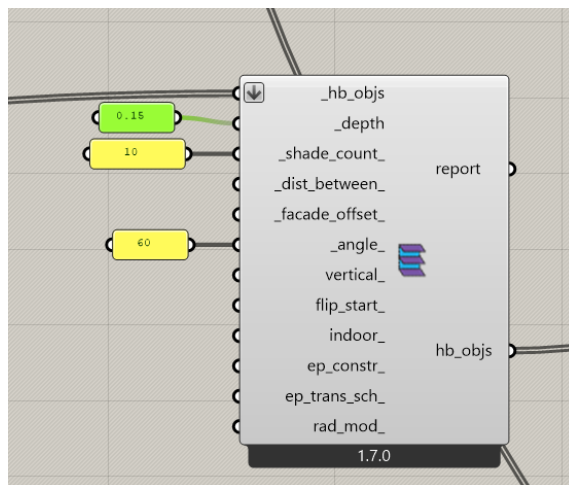 _hb_objs
0.15
_depth
10
_shade_count_
_dist_between_
_facade_offset_
60
_angle_
vertical_
flip_start_
indoor_
ep_constr_
ep_trans_sch_
rad_mod_
report
hb_objs
1.7.0